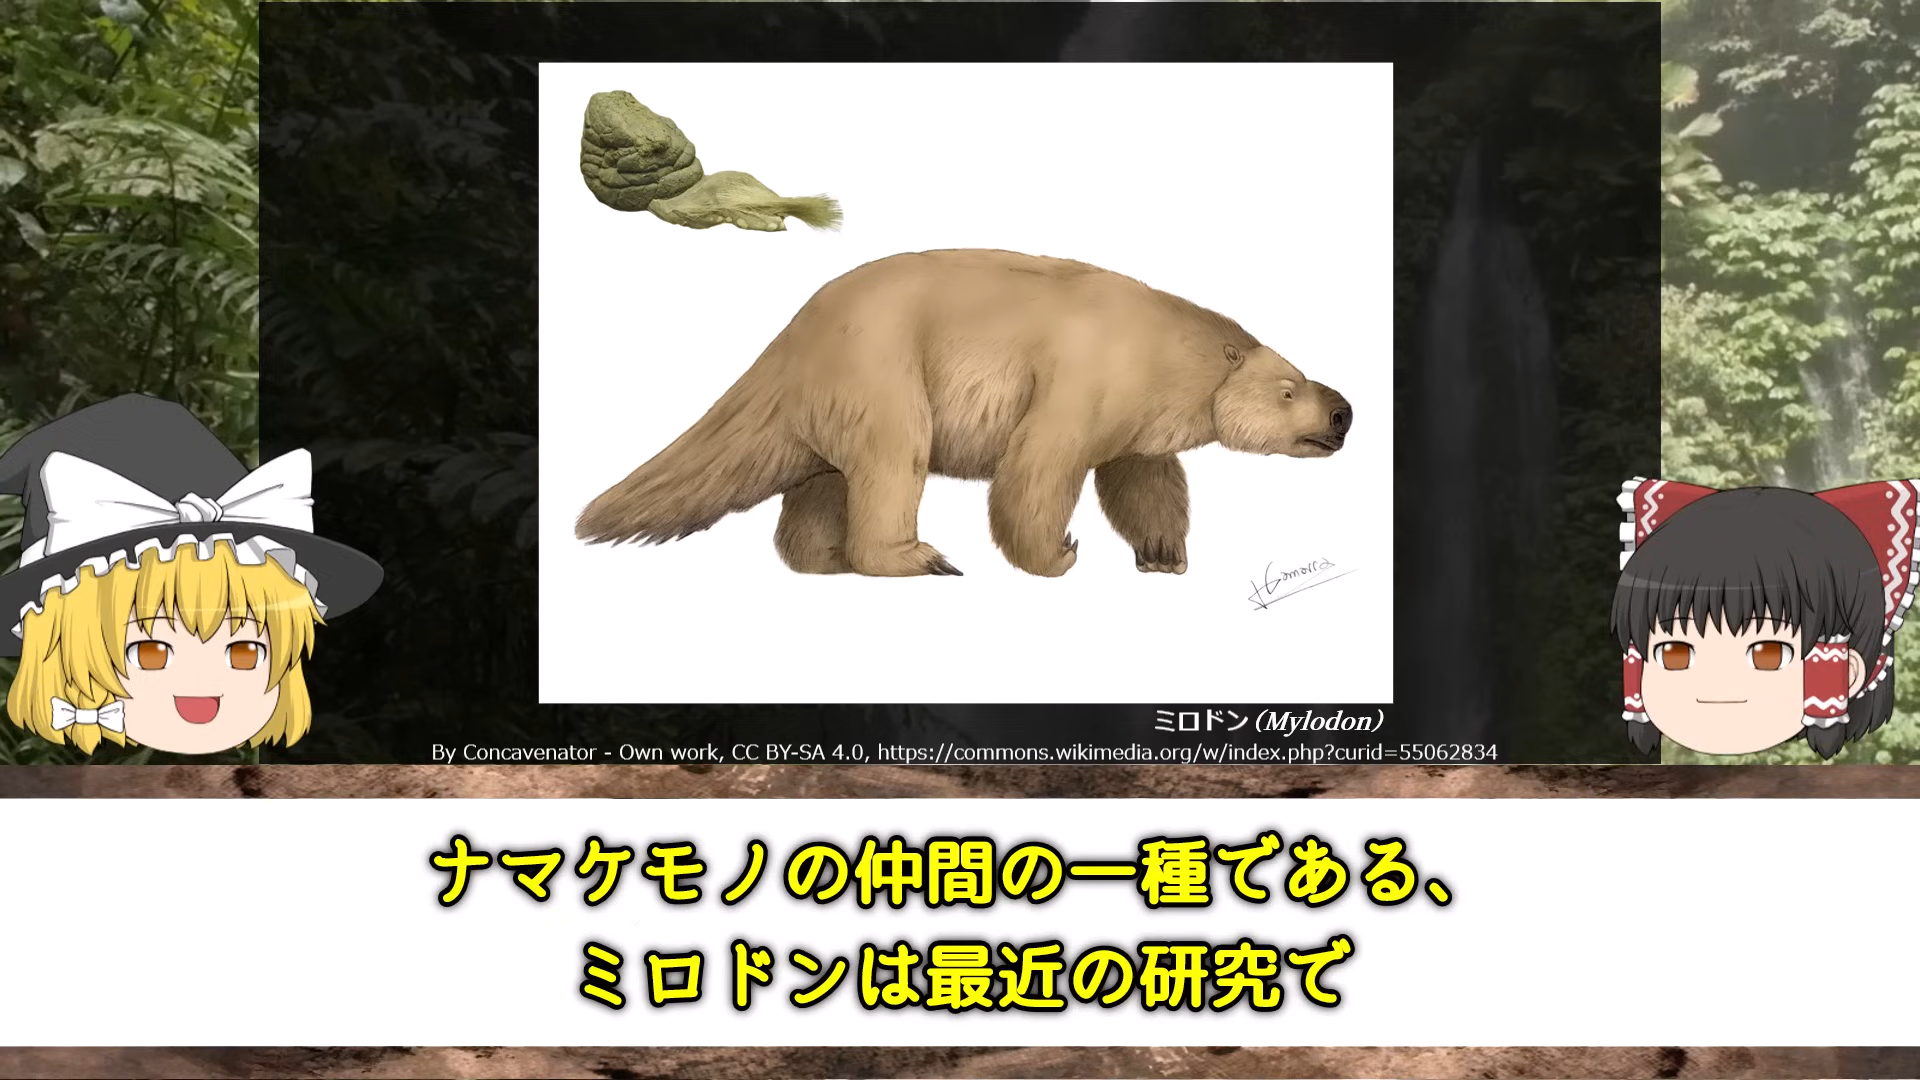 Gamarra
ミロドン (Mylodon)
By Concavenator - Own work, CC BY-SA 4.0, https://commons.wikimedia.org/w/index.php?curid=55062834
ナマケモノの仲間の一種である、
ミロドンは最近の研究で